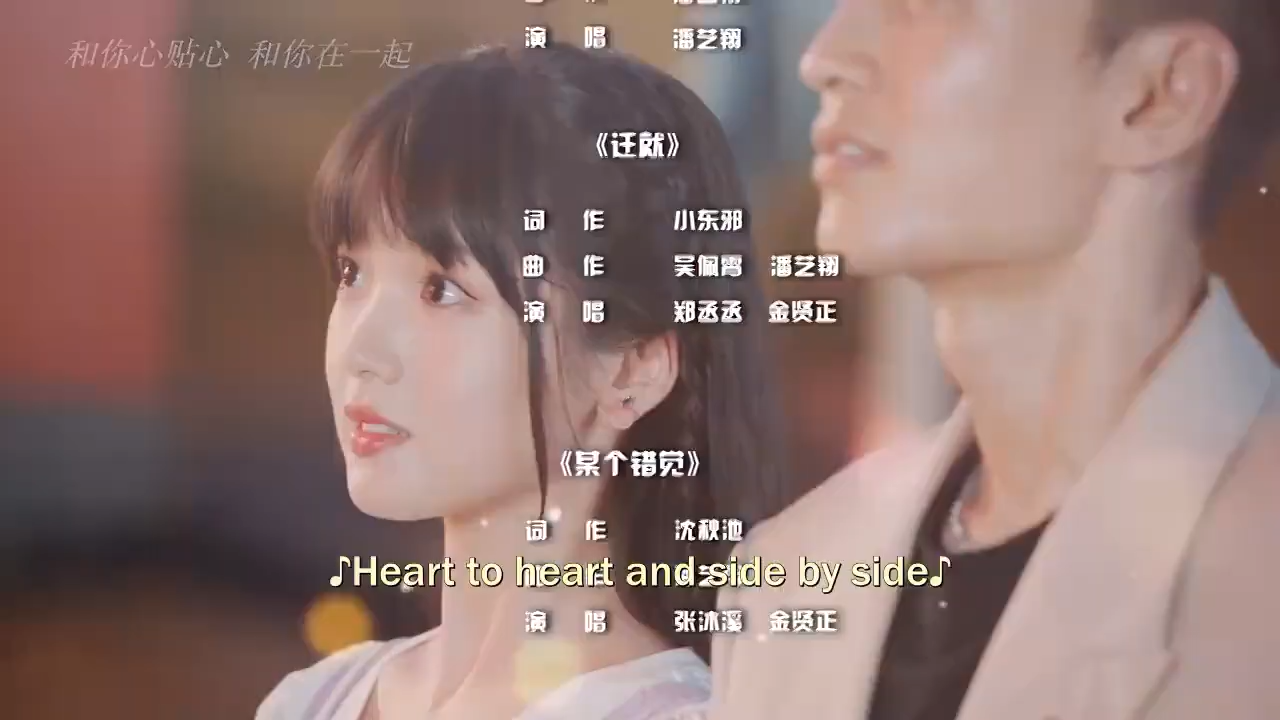 演 唱 潘艺翔
和你心贴心 和你在一起
《迁就》
词 作 小东邪
曲 作 吴佩霄 潘艺翔
演 唱 郑丞丞 金贤正
《某个错觉》
词 作 沈秋池
♪Heart to heart and side by side♪
演 唱 张沐溪 金贤正